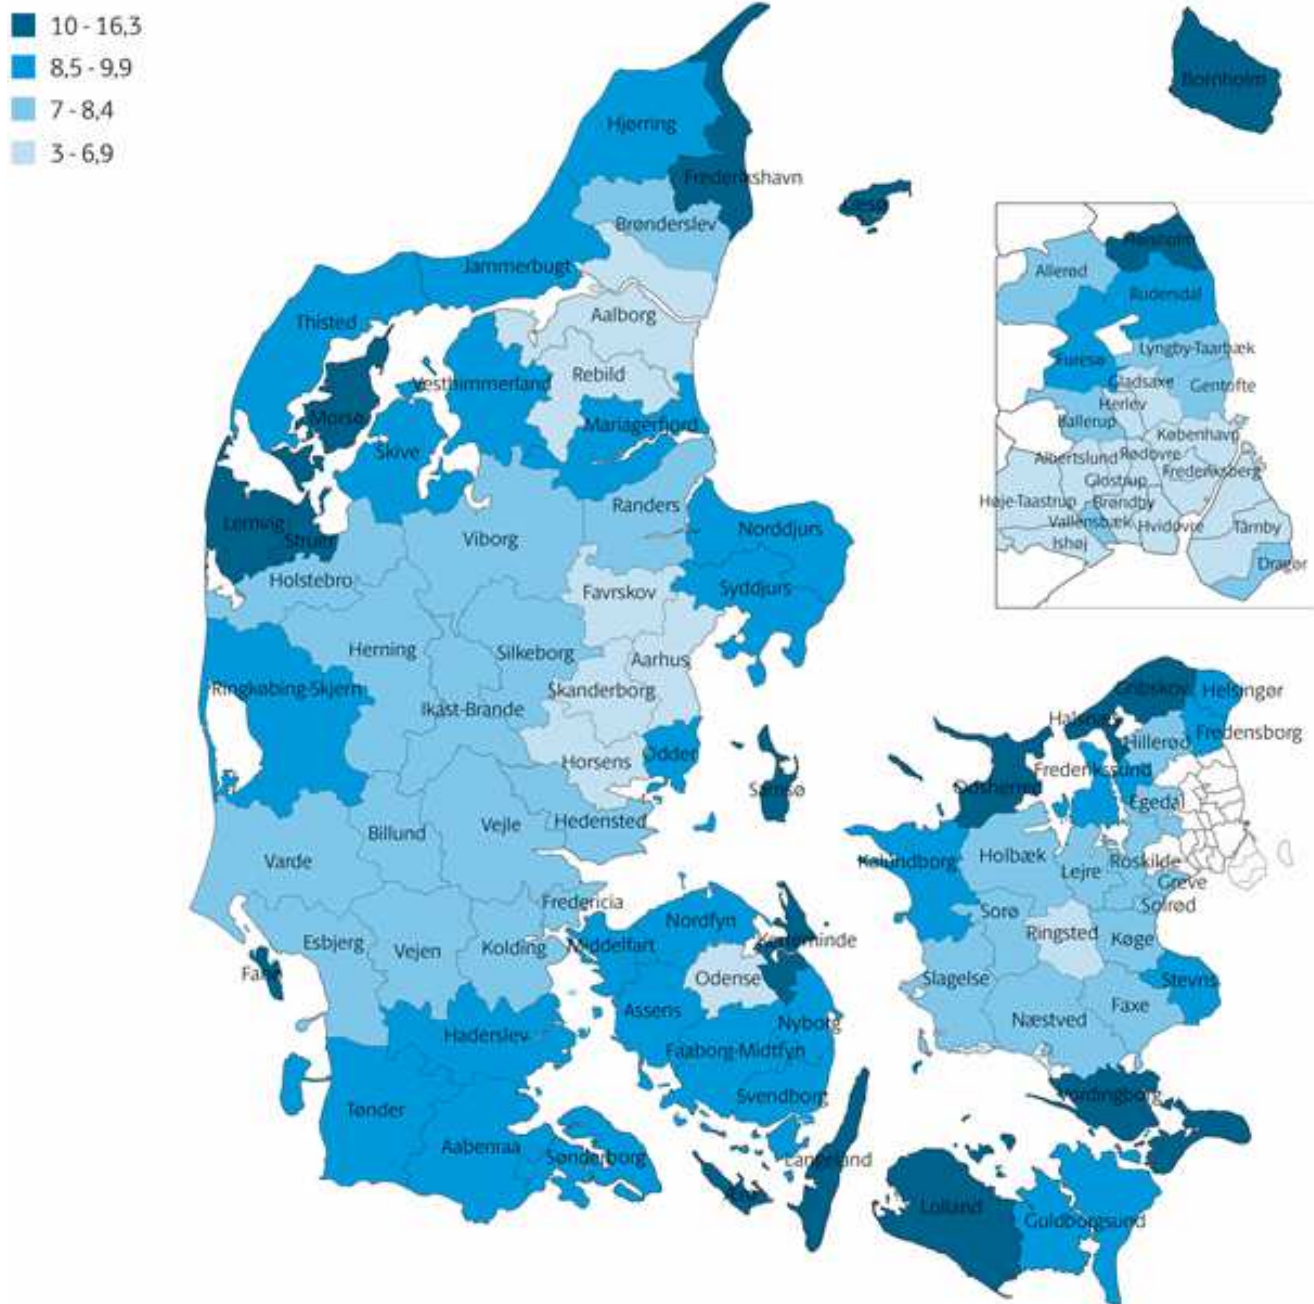 10 - 16,3
8,5 - 9,9
7 - 8,4
3 - 6,9
Bornholm
Hjørring
Frederikshavn
Læsø
Brønderslev
Jammerbugt
Hørsholm
Allerød
Rudersdal
Aalborg
Thisted
Furesø
Lyngby-Taarbæk
Rebild
Vesthimmerland
Gladsaxe
Gentofte
Herlev
Morsø
Mariagerfjord
Ballerup
København
Skive
Albertslund
Rødovre
Frederiksberg
Glostrup
Høje-Taastrup
Brøndby
Randers
Lemvig
Norddjurs
Vallensbæk
Hvidovre
Tårnby
Struer
Viborg
Ishøj
Dragør
Holstebro
Favrskov
Syddjurs
Herning
Silkeborg
Aarhus
Ringkøbing-Skjern
Skanderborg
Gribskov
Helsingør
Ikast-Brande
Halsnæs
Fredensborg
Hillerød
Odder
Horsens
Frederikssund
Samsø
Odsherred
Egedal
Billund
Vejle
Hedensted
Varde
Kalundborg
Holbæk
Lejre
Roskilde
Greve
Fredericia
Solrød
Nordfyn
Sorø
Esbjerg
Vejen
Kolding
Middelfart
Kerteminde
Ringsted
Køge
Fanø
Odense
Slagelse
Stevns
Assens
Nyborg
Næstved
Faxe
Haderslev
Faaborg-Midtfyn
Svendborg
Vordingborg
Tønder
Aabenraa
Sønderborg
Langeland
Ærø
Lolland
Guldborgsund